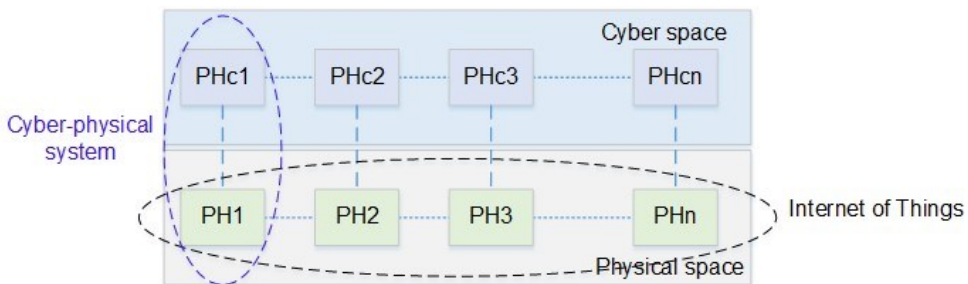 Cyber space
PHc1 PHc2 PHc3 PHcn
Cyber-physical
system
PH1 PH2 PH3 PHn
Internet of Things
Physical space